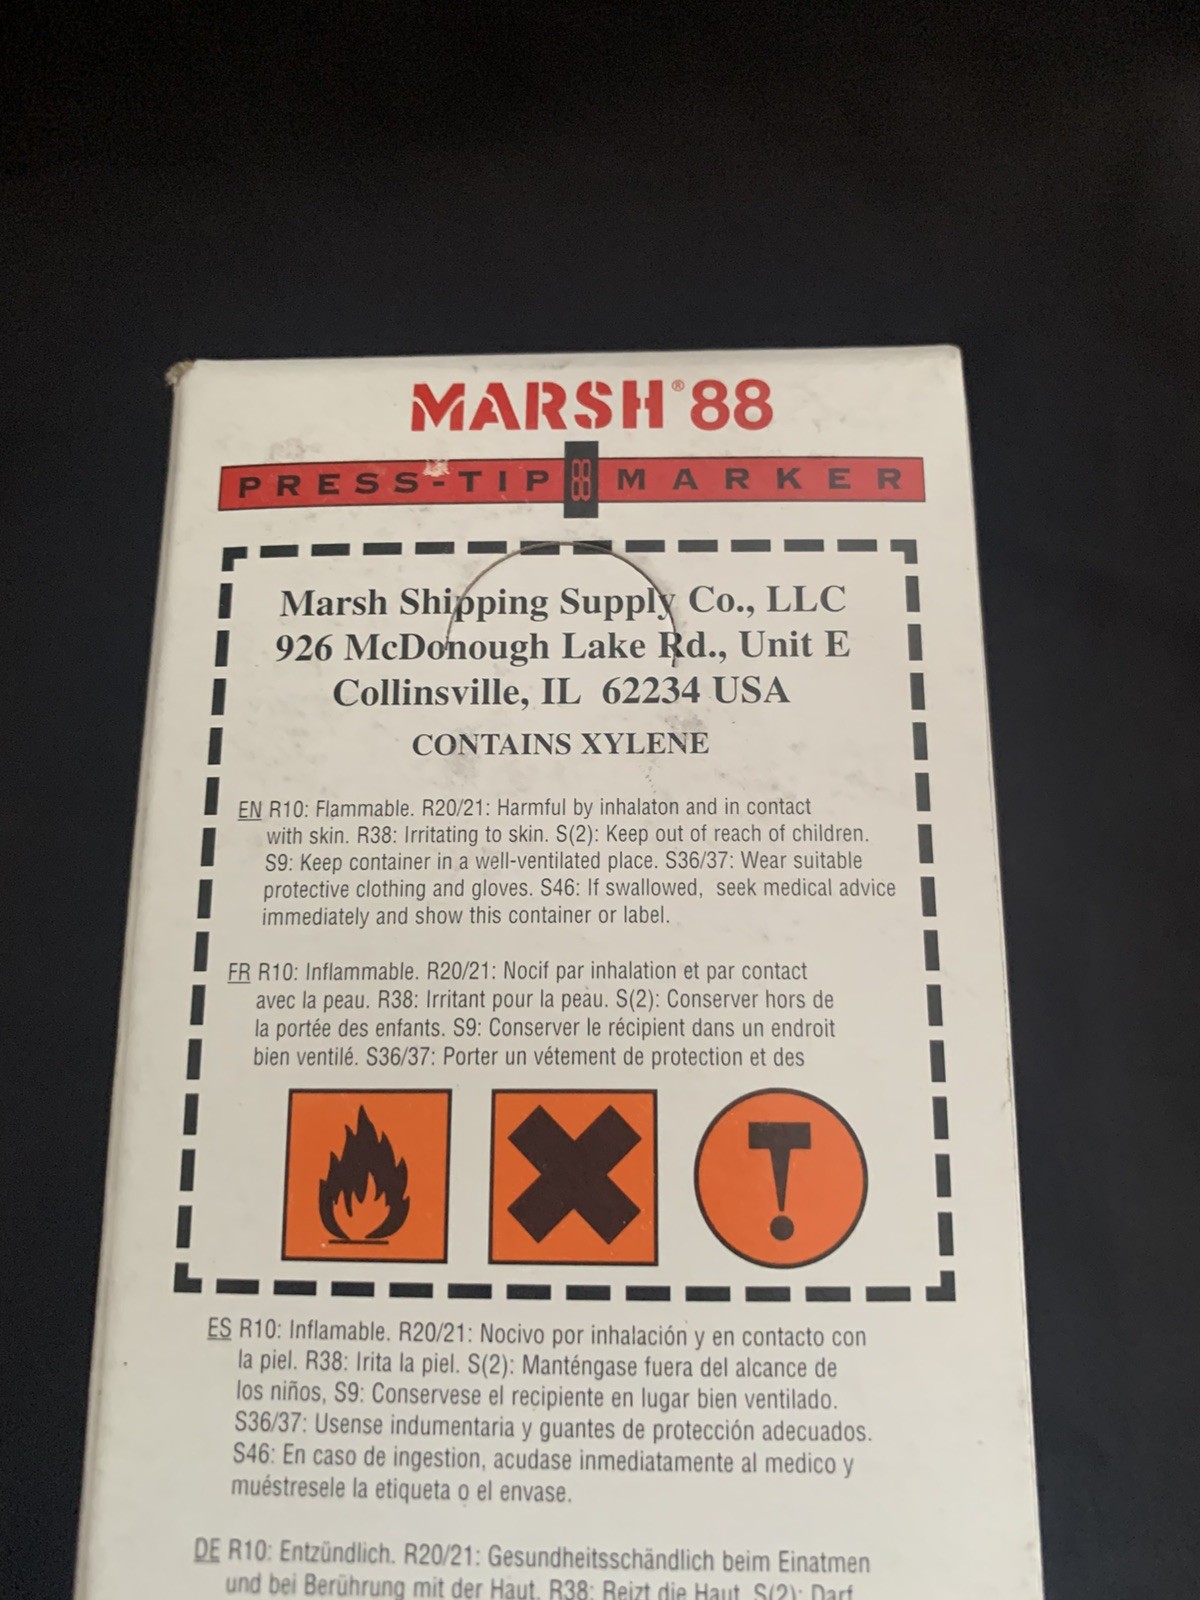 MARSH® 88
PRESS-TIP 88 MARKER
Marsh Shipping Supply Co., LLC
926 McDonough Lake Rd., Unit E
Collinsville, IL 62234 USA
CONTAINS XYLENE
EN R10: Flammable. R20/21: Harmful by inhalaton and in contact
with skin. R38: Irritating to skin. S(2): Keep out of reach of children.
S9: Keep container in a well-ventilated place. S36/37: Wear suitable
protective clothing and gloves. S46: If swallowed, seek medical advice
immediately and show this container or label.
FR R10: Inflammable. R20/21: Nocif par inhalation et par contact
avec la peau. R38: Irritant pour la peau. S(2): Conserver hors de
la portée des enfants. S9: Conserver le récipient dans un endroit
bien ventilé. S36/37: Porter un vétement de protection et des
ES R10: Inflamable. R20/21: Nocivo por inhalación y en contacto con
la piel. R38: Irita la piel. S(2): Manténgase fuera del alcance de
los niños, S9: Conservese el recipiente en lugar bien ventilado.
S36/37: Usense indumentaria y guantes de protección adecuados.
S46: En caso de ingestion, acudase inmediatamente al medico y
muéstresele la etiqueta o el envase.
DE R10: Entzündlich. R20/21: Gesundheitsschändlich beim Einatmen
und bei Berührung mit der Haut. R38: Reizt die Haut. S(2): Darf